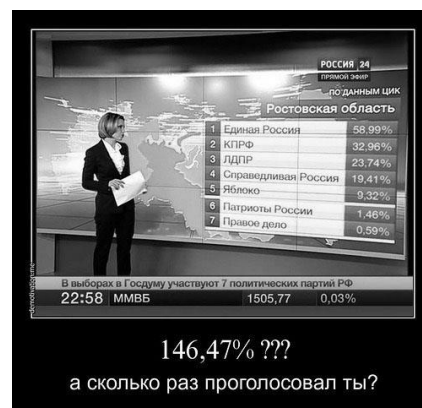 РОССИЯ 24
ПРЯМОЙ ЭФИР
ПО ДАННЫМ ЦИК
Ростовская область
1 Единая Россия 58,99%
2 КПРФ 32,96%
3 ЛДПР 23,74%
4 Справедливая Россия 19,41%
5 Яблоко 9,32%
6 Патриоты России 1,46%
7 Правое дело 0,59%
В выборах в Госдуму участвуют 7 политических партий РФ
22:58 ММВБ 1505,77 0,03%
146,47% ???
а сколько раз проголосовал ты?